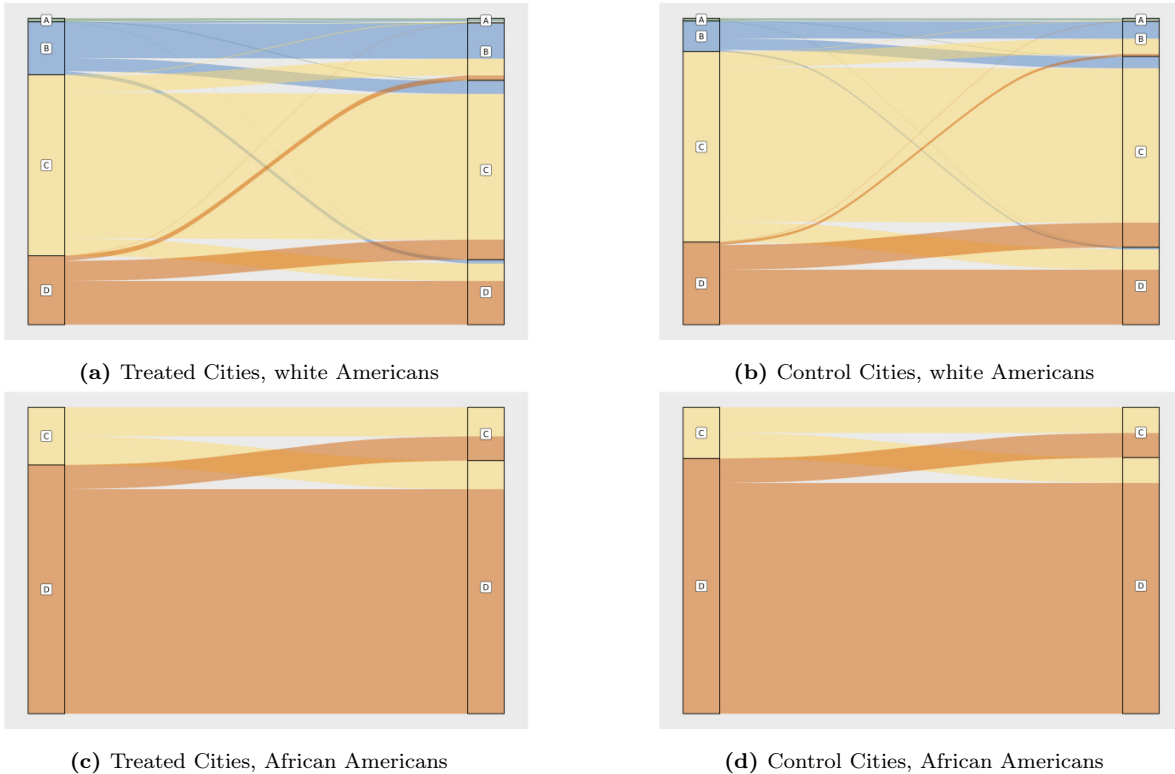 A
A
B
B
C
C
D
D
(a) Treated Cities, white Americans
A
A
B
B
C
C
D
D
(b) Control Cities, white Americans
C
C
D
D
(c) Treated Cities, African Americans
C
C
D
D
(d) Control Cities, African Americans